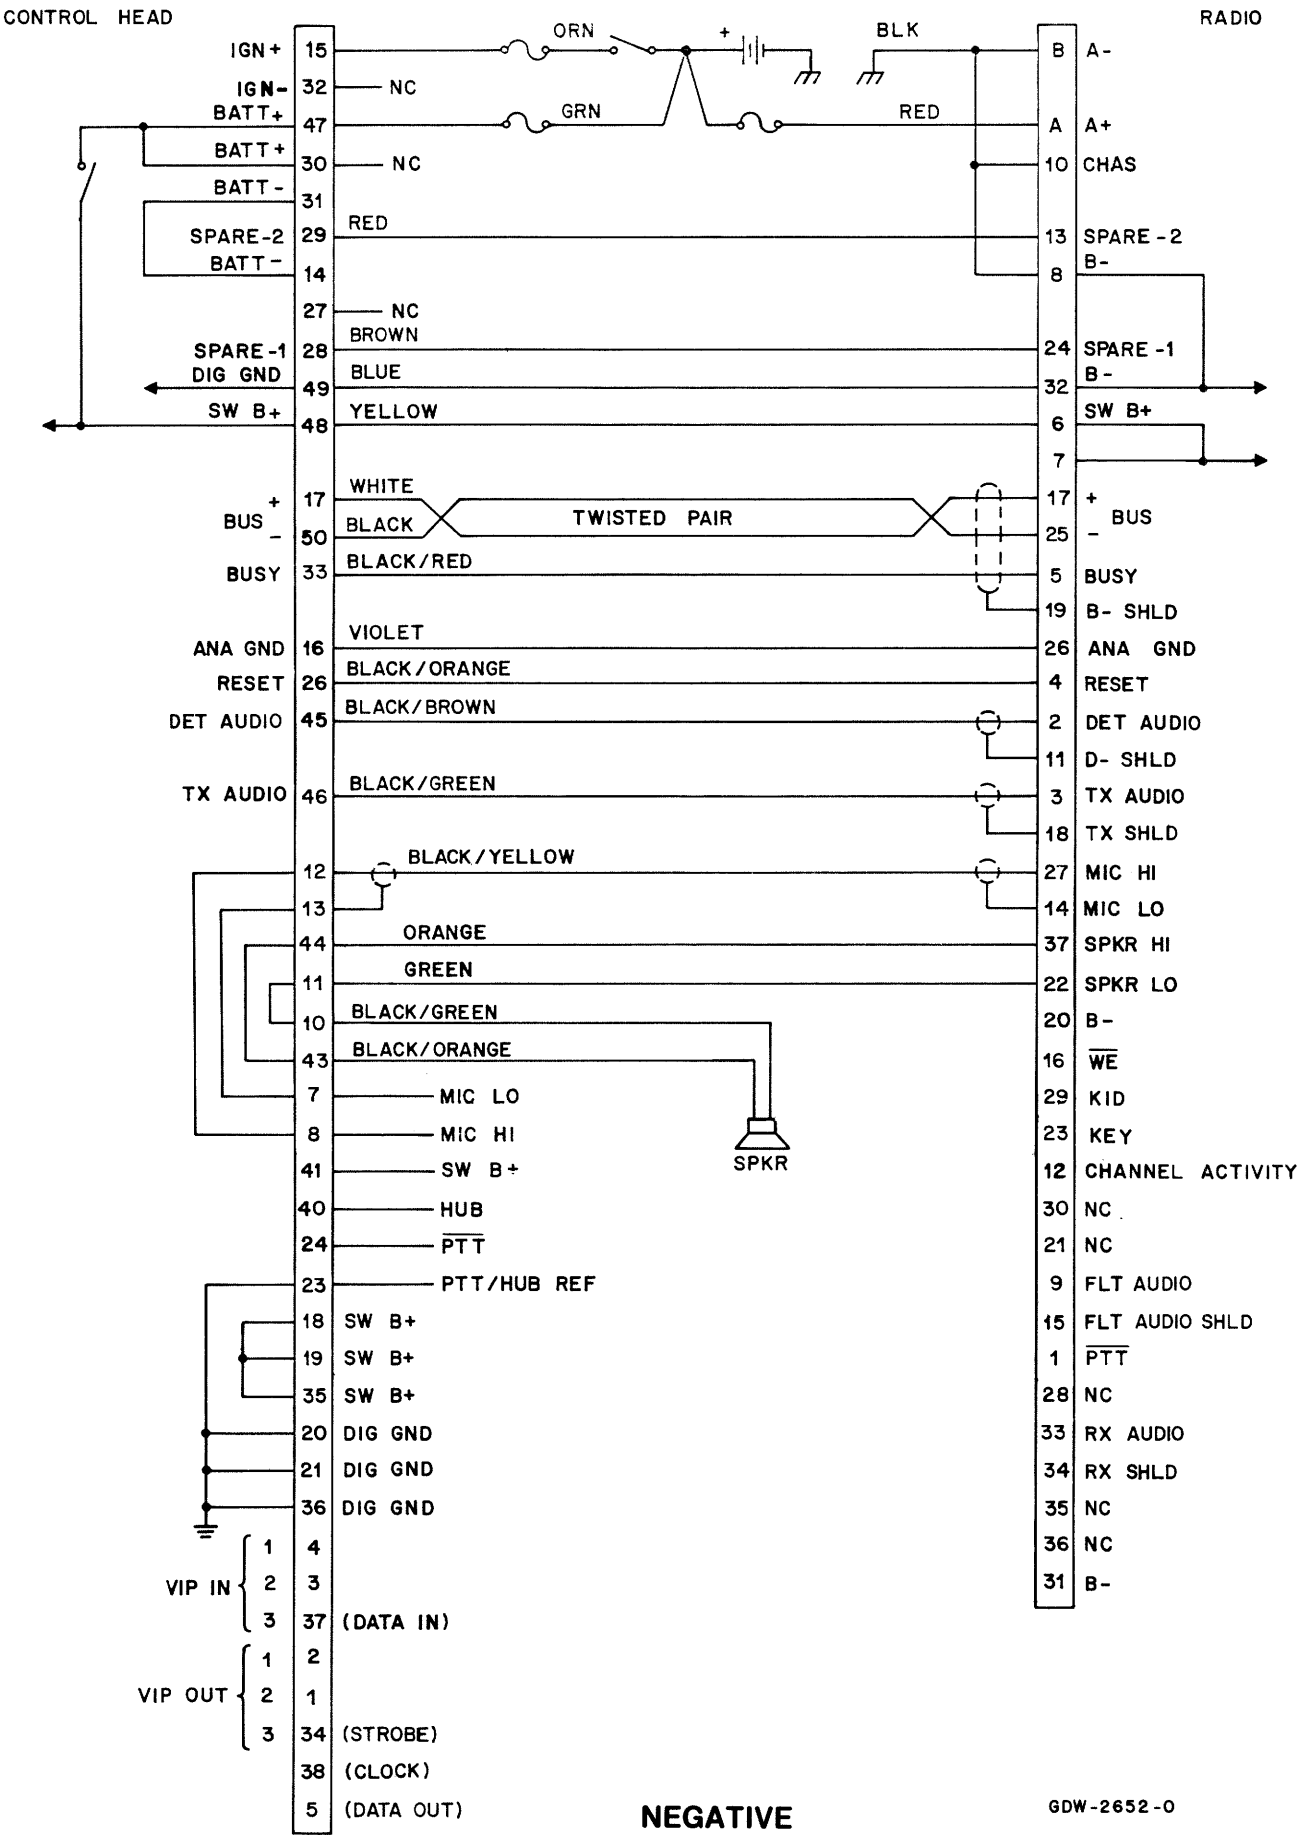 CONTROL HEAD RADIO
IGN+ 15 ORN + BLK B A-
IGN- 32 NC
BATT+ 47 GRN RED A A+
BATT+ 30 NC 10 CHAS
BATT- 31
SPARE-2 29 RED 13 SPARE-2
BATT- 14 8 B-
27 NC
SPARE-1 28 BROWN 24 SPARE-1
DIG GND 49 BLUE 32 B-
SW B+ 48 YELLOW 6 SW B+
7
+ 17 WHITE 17 +
BUS TWISTED PAIR BUS
- 50 BLACK 25 -
BUSY 33 BLACK/RED 5 BUSY
19 B- SHLD
ANA GND 16 VIOLET 26 ANA GND
RESET 26 BLACK/ORANGE 4 RESET
DET AUDIO 45 BLACK/BROWN 2 DET AUDIO
11 D- SHLD
TX AUDIO 46 BLACK/GREEN 3 TX AUDIO
18 TX SHLD
12 BLACK/YELLOW 27 MIC HI
13 14 MIC LO
44 ORANGE 37 SPKR HI
11 GREEN 22 SPKR LO
10 BLACK/GREEN 20 B-
43 BLACK/ORANGE 16 WE
7 MIC LO 29 KID
8 MIC HI 23 KEY
SPKR
41 SW B+ 12 CHANNEL ACTIVITY
40 HUB 30 NC
24 PTT 21 NC
23 PTT/HUB REF 9 FLT AUDIO
18 SW B+ 15 FLT AUDIO SHLD
19 SW B+ 1 PTT
35 SW B+ 28 NC
20 DIG GND 33 RX AUDIO
21 DIG GND 34 RX SHLD
36 DIG GND 35 NC
1 4 36 NC
VIP IN 2 3 31 B-
3 37 (DATA IN)
1 2
VIP OUT 2 1
3 34 (STROBE)
38 (CLOCK)
5 (DATA OUT)
NEGATIVE GDW-2652-0